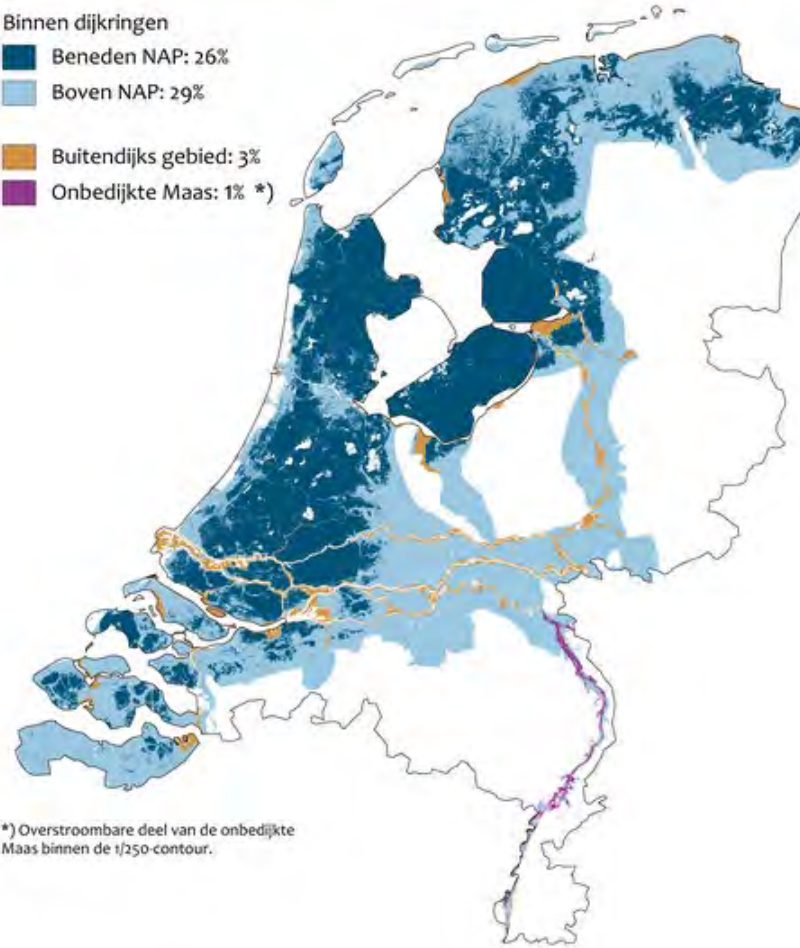 Binnen dijkringen
Beneden NAP: 26%
Boven NAP: 29%
Buitendijks gebied: 3%
Onbedijkte Maas: 1% *)
*) Overstroombare deel van de onbedijkte
Maas binnen de 1/250-contour.